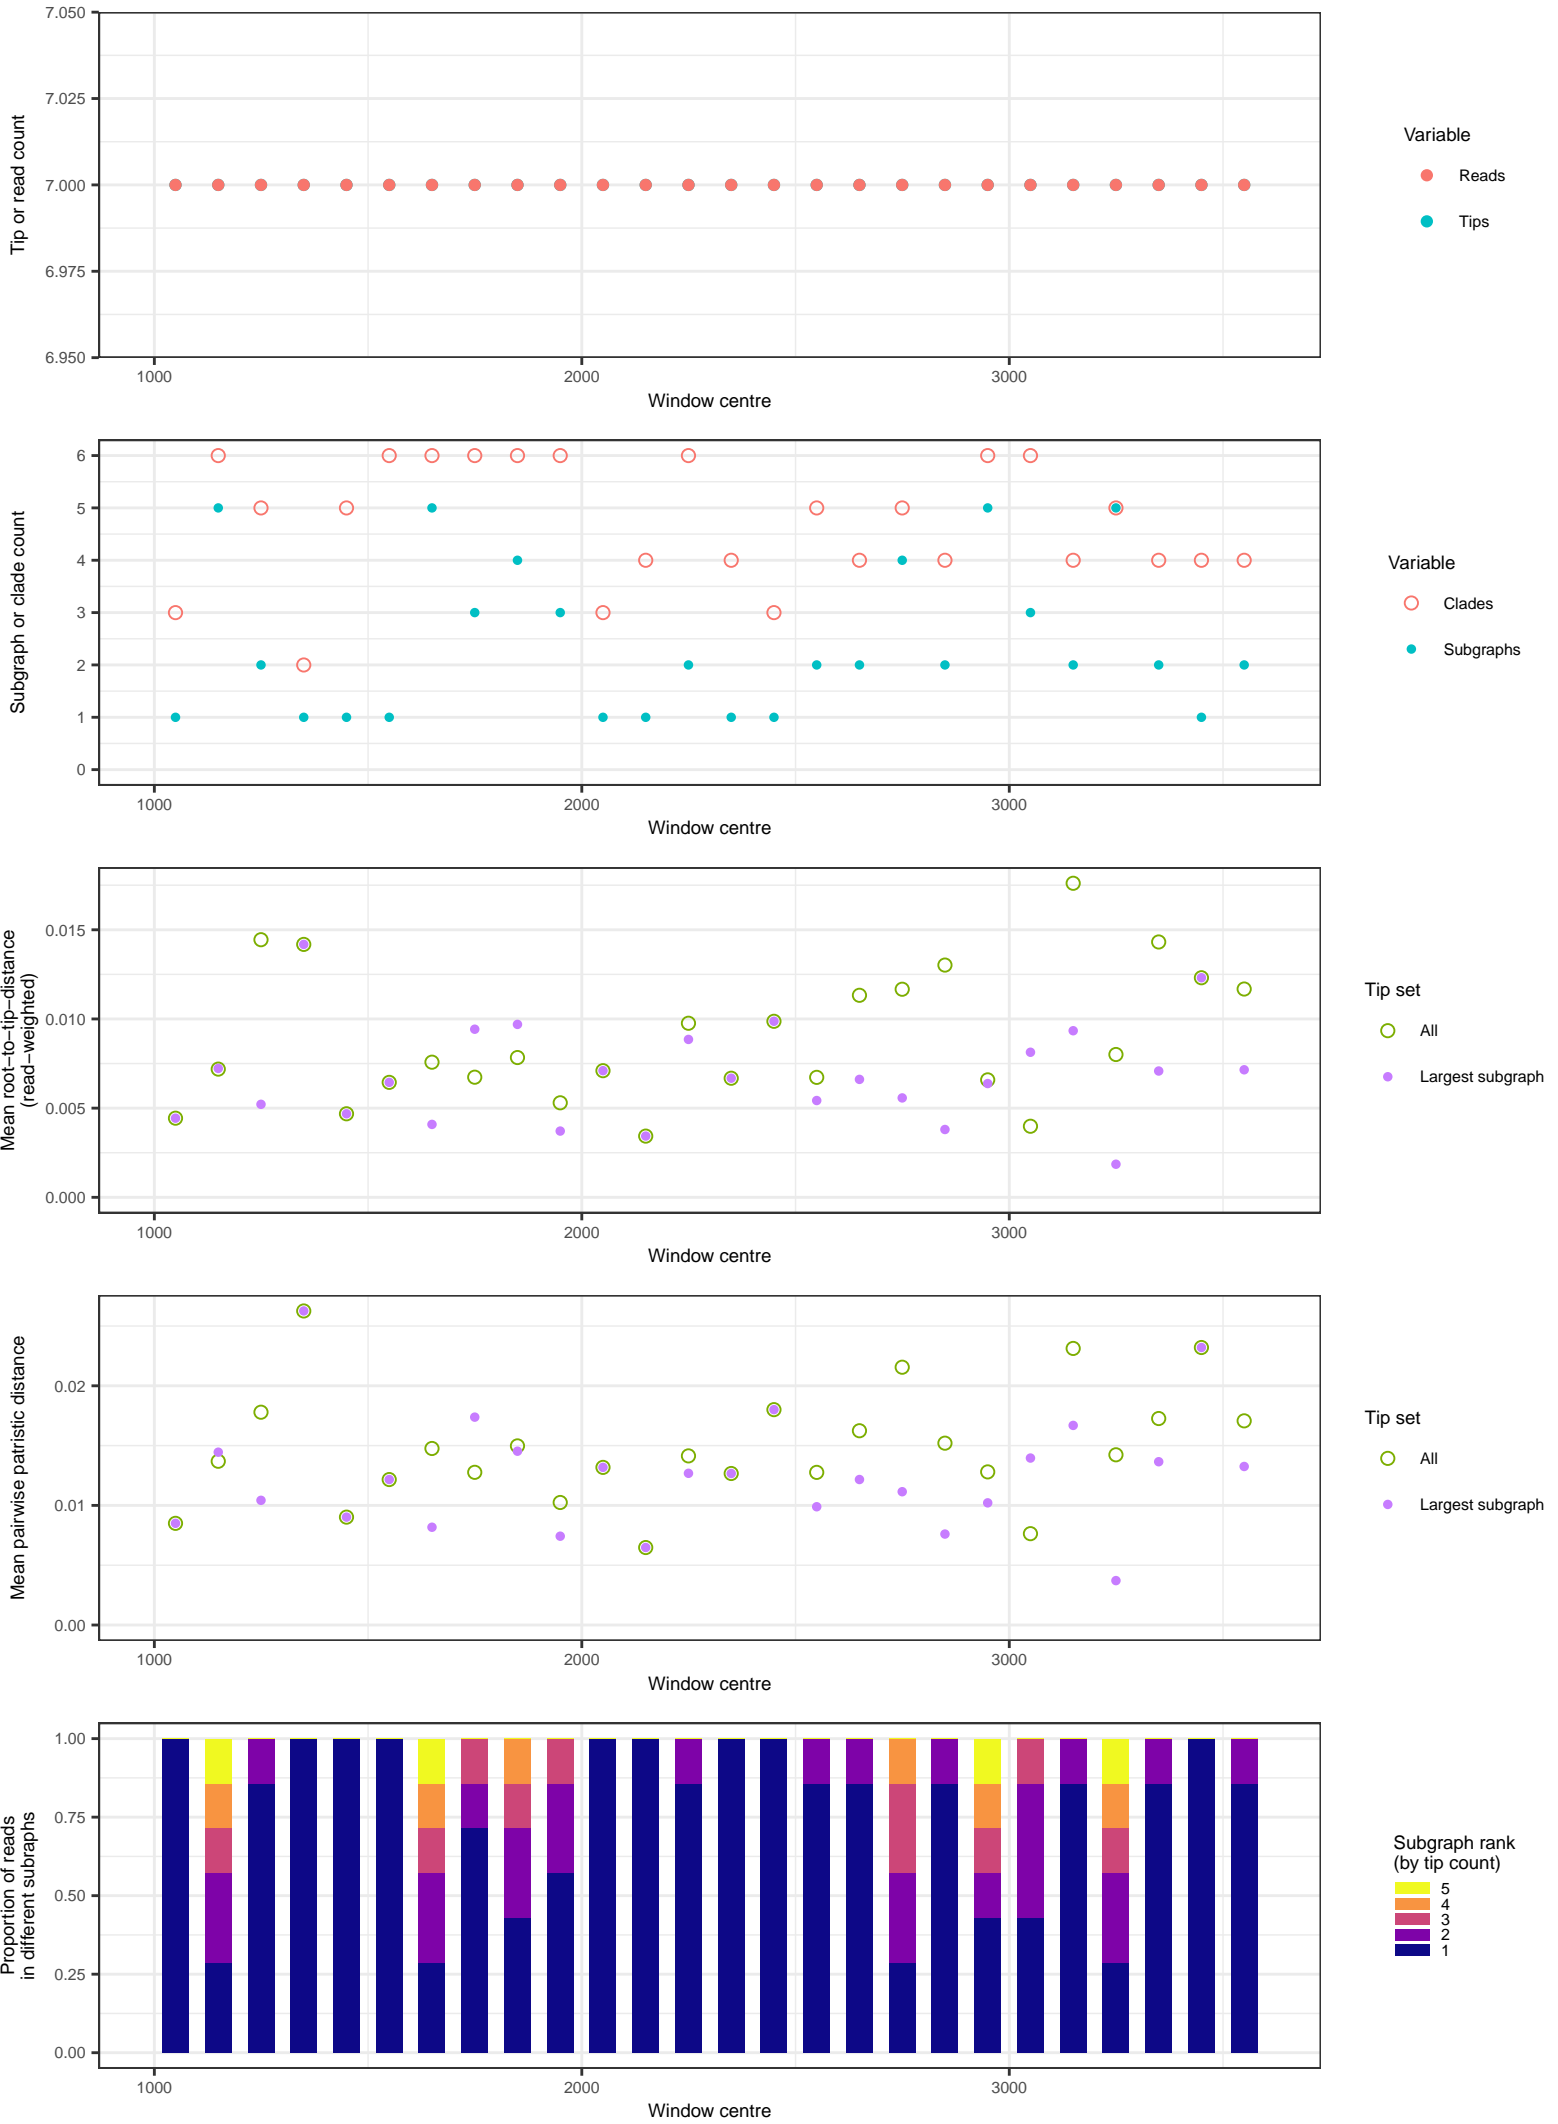 7.050
7.025
7.000
6.975
6.950
Tip or read count
1000 2000 3000
Window centre
Variable
Reads
Tips
6
5
4
3
2
1
0
Subgraph or clade count
1000 2000 3000
Window centre
Variable
Clades
Subgraphs
0.015
0.010
0.005
0.000
Mean root−to−tip−distance
(read−weighted)
1000 2000 3000
Window centre
Tip set
All
Largest subgraph
0.02
0.01
0.00
Mean pairwise patristic distance
1000 2000 3000
Window centre
Tip set
All
Largest subgraph
1.00
0.75
0.50
0.25
0.00
Proportion of reads
in different subraphs
1000 2000 3000
Window centre
Subgraph rank
(by tip count)
5
4
3
2
1